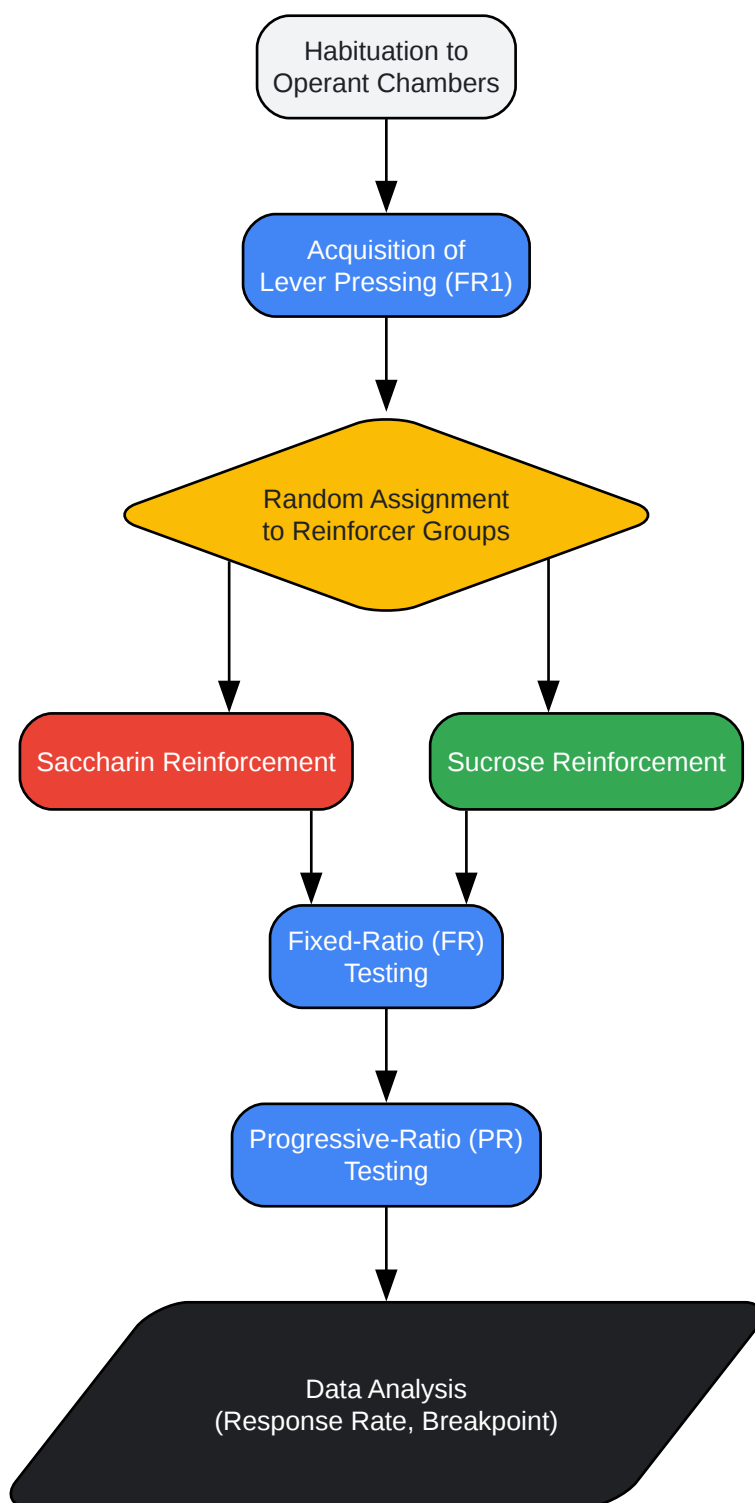 Habituation to
Operant Chambers
Acquisition of
Lever Pressing (FR1)
Random Assignment
to Reinforcer Groups
Saccharin Reinforcement
Sucrose Reinforcement
Fixed-Ratio (FR)
Testing
Progressive-Ratio (PR)
Testing
Data Analysis
(Response Rate, Breakpoint)